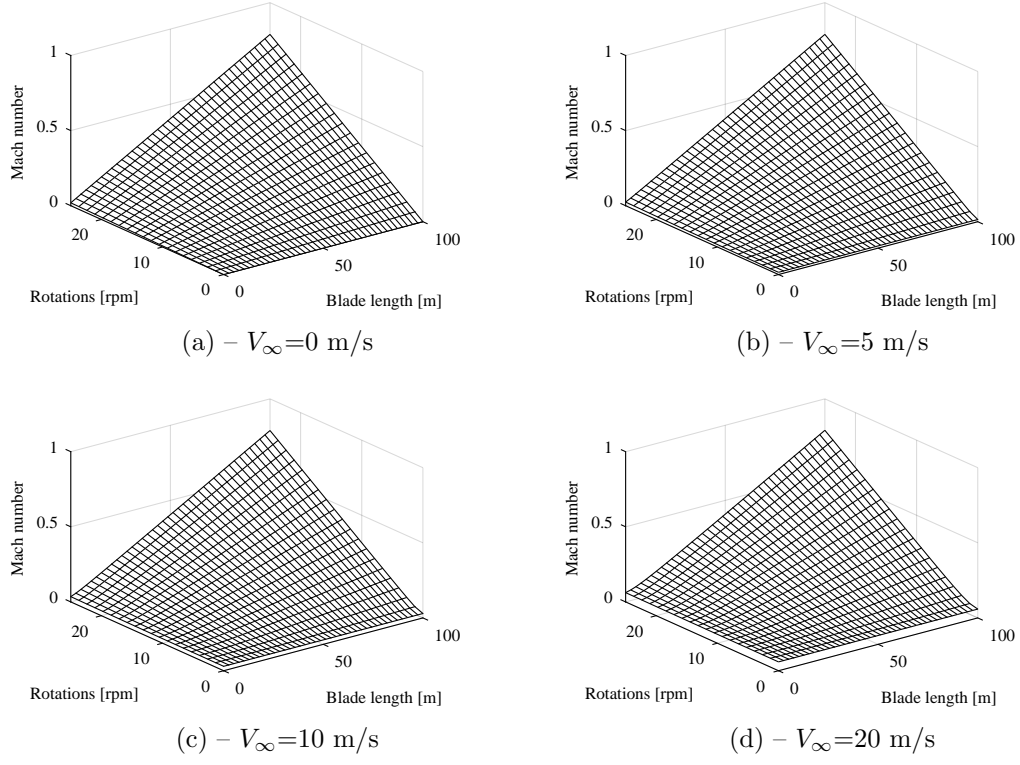 1
0.5
0
Mach number
20
10
0
Rotations [rpm]
0
50
100
Blade length [m]
(a) – V∞=0 m/s
1
0.5
0
Mach number
20
10
0
Rotations [rpm]
0
50
100
Blade length [m]
(b) – V∞=5 m/s
1
0.5
0
Mach number
20
10
0
Rotations [rpm]
0
50
100
Blade length [m]
(c) – V∞=10 m/s
1
0.5
0
Mach number
20
10
0
Rotations [rpm]
0
50
100
Blade length [m]
(d) – V∞=20 m/s